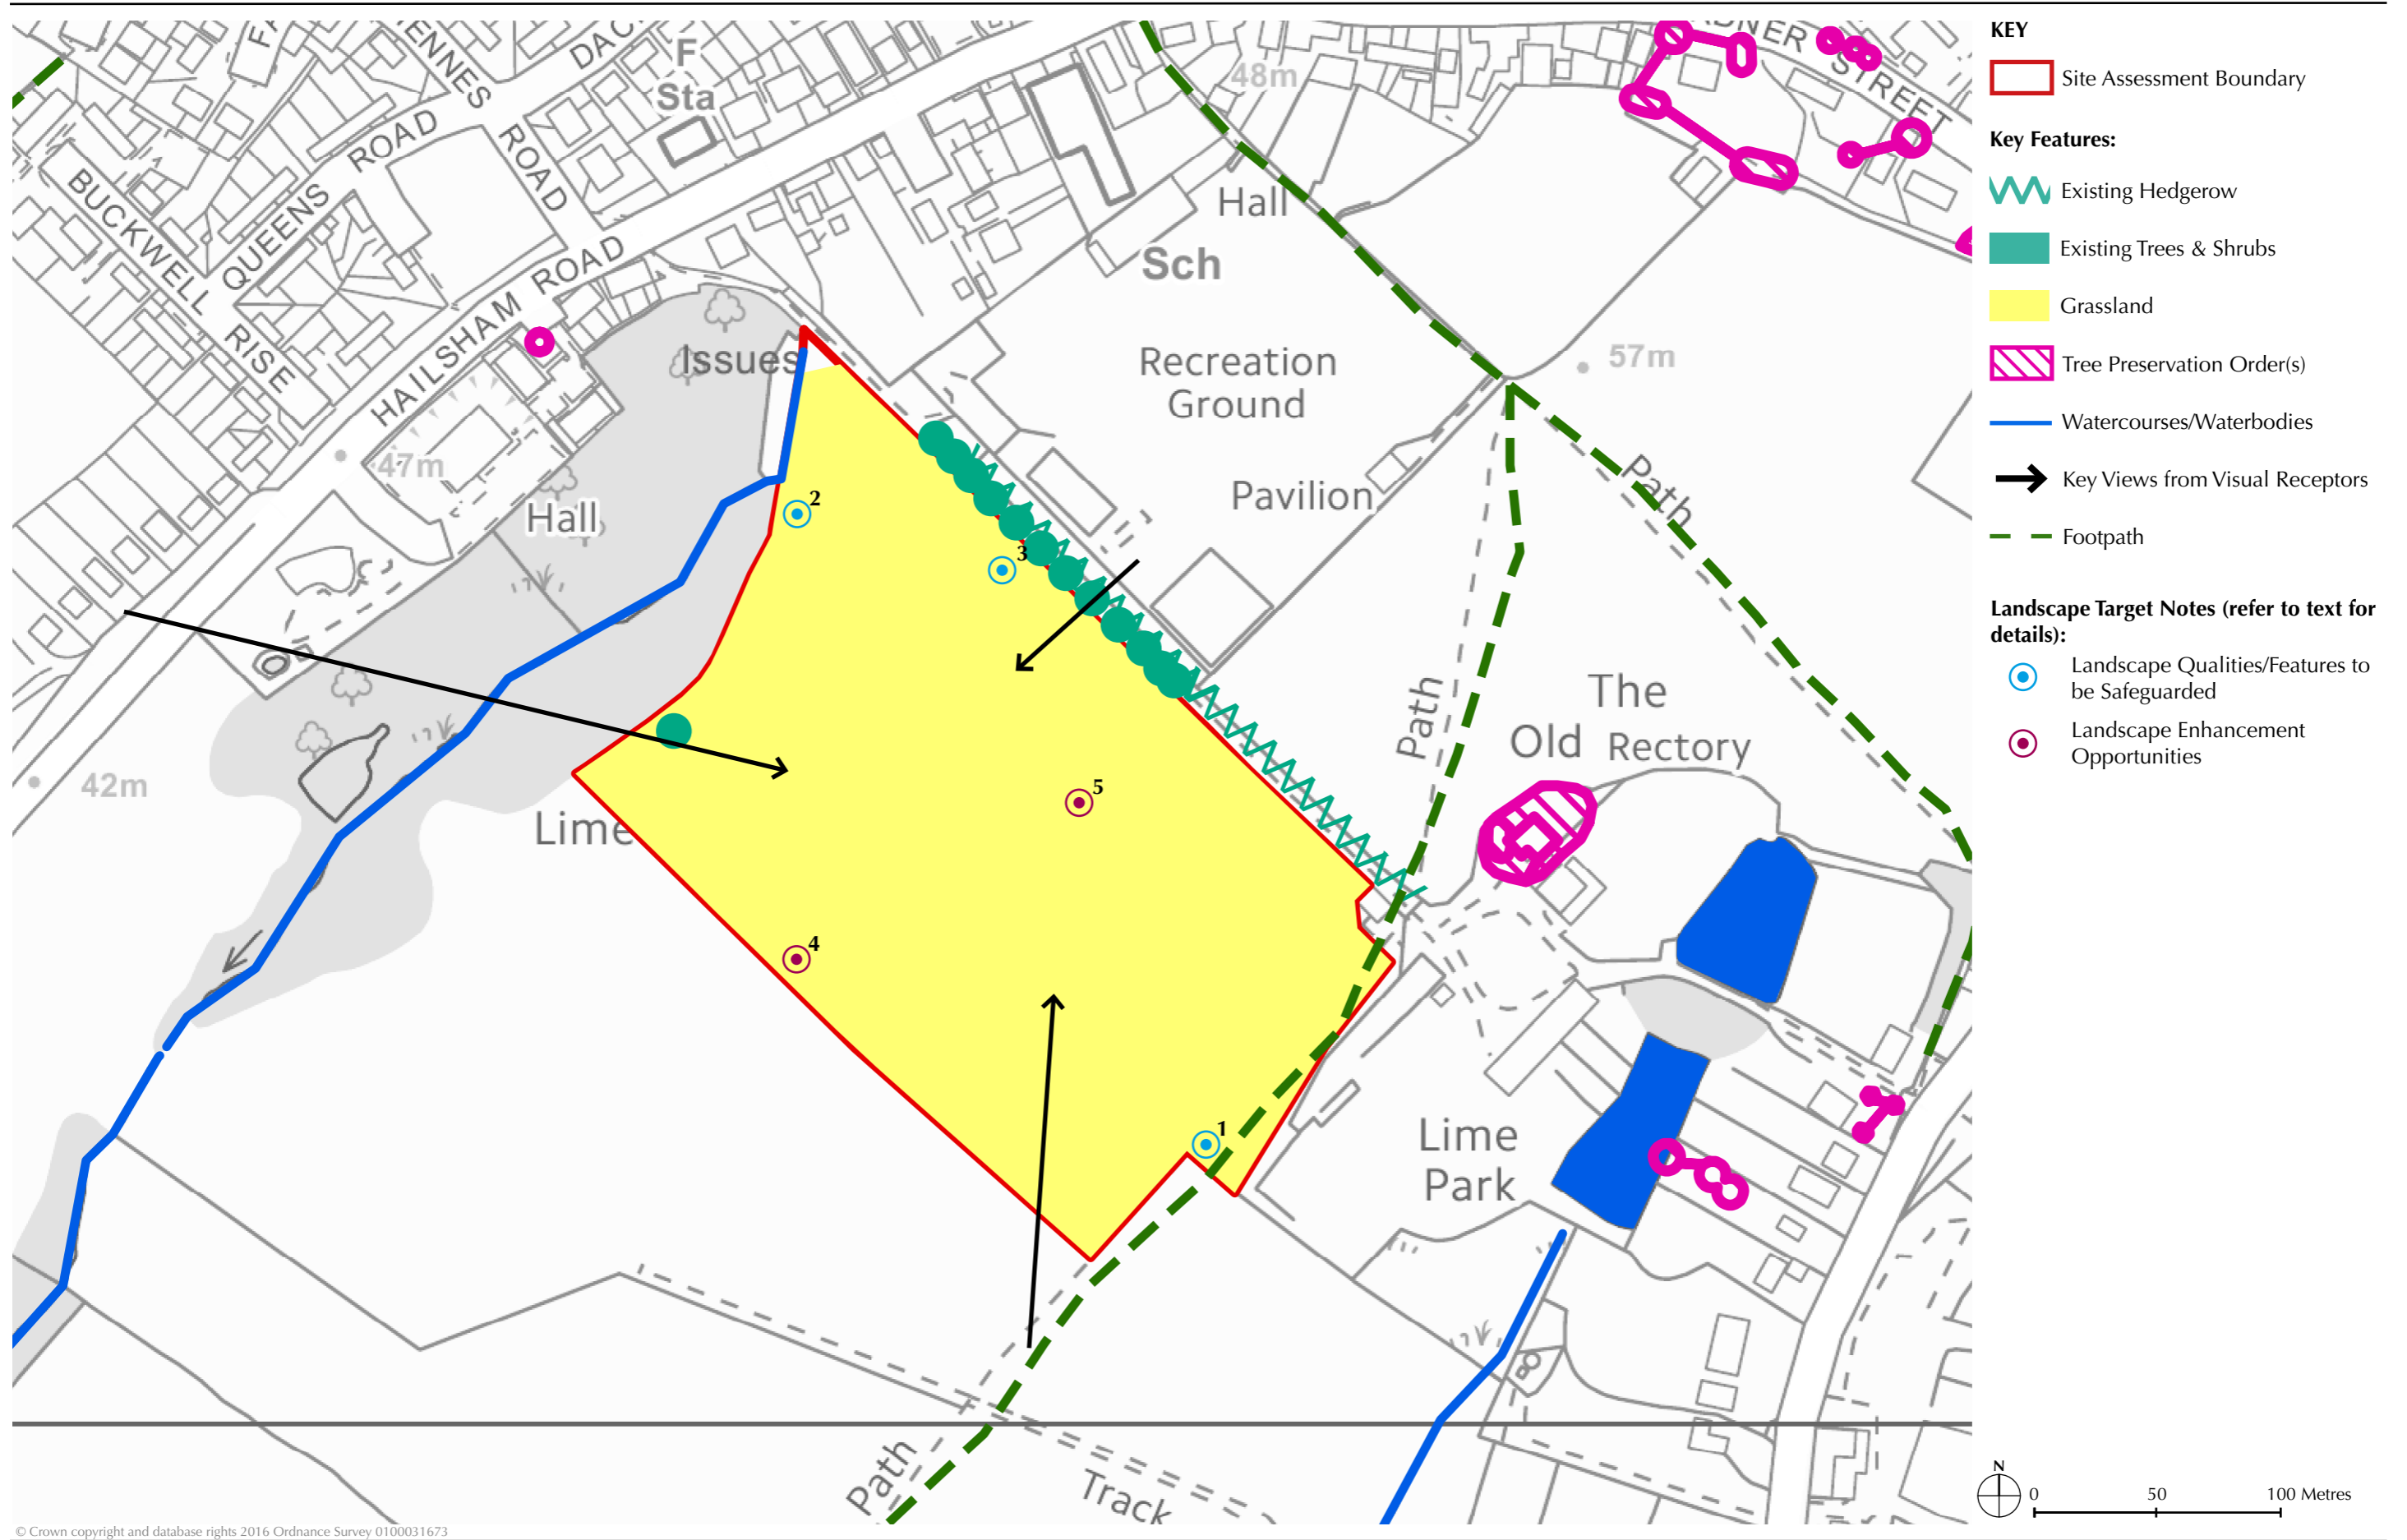 ENNES
ROAD
DAC
F
Sta
QUEENS
ROAD
BUCKWELL
RISE
HAILSHAM ROAD
48m
STREET
Hall
Sch
Issues
Recreation
Ground
57m
47m
Hall
Pavilion
Path
2
3
Path
The
Old Rectory
42m
Lime
5
4
1
Lime
Park
Path
Track
KEY
Site Assessment Boundary
Key Features:
Existing Hedgerow
Existing Trees & Shrubs
Grassland
Tree Preservation Order(s)
Watercourses/Waterbodies
Key Views from Visual Receptors
Footpath
Landscape Target Notes (refer to text for
details):
Landscape Qualities/Features to
be Safeguarded
Landscape Enhancement
Opportunities
N
0 50 100 Metres
© Crown copyright and database rights 2016 Ordnance Survey 0100031673